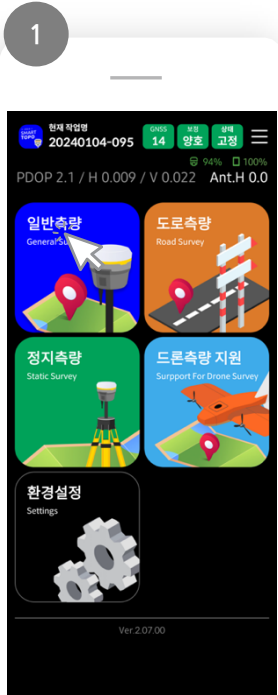 1
SMART TOPO
현재 작업명
20240104-095
GNSS
14
보정
양호
상태
고정
94% 100%
PDOP 2.1 / H 0.009 / V 0.022 Ant.H 0.0
일반측량
General Su
도로측량
Road Survey
정지측량
Static Survey
드론측량 지원
Surpport For Drone Survey
환경설정
Settings
Ver.2.07.00